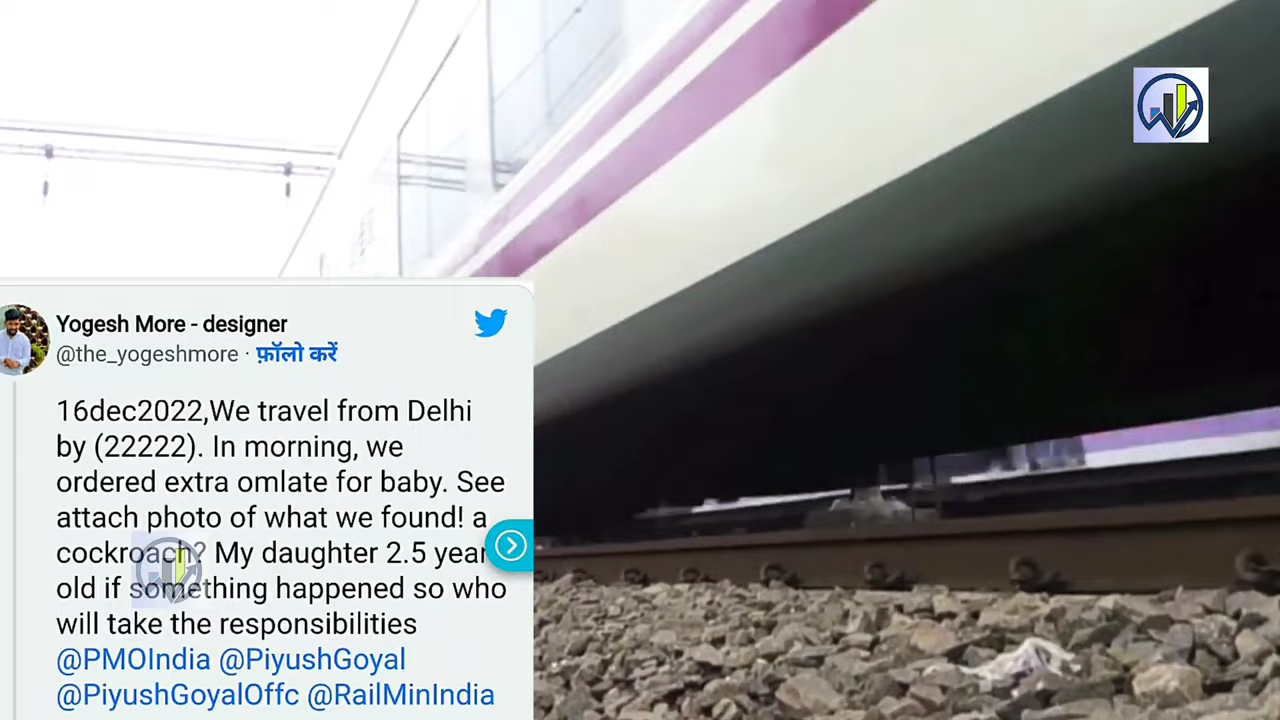 Yogesh More - designer
@the_yogeshmore · फ़ॉलो करें
16dec2022,We travel from Delhi
by (22222). In morning, we
ordered extra omlate for baby. See
attach photo of what we found! a
cockroach? My daughter 2.5 year
old if something happened so who
will take the responsibilities
@PMOIndia @PiyushGoyal
@PiyushGoyalOffc @RailMinIndia